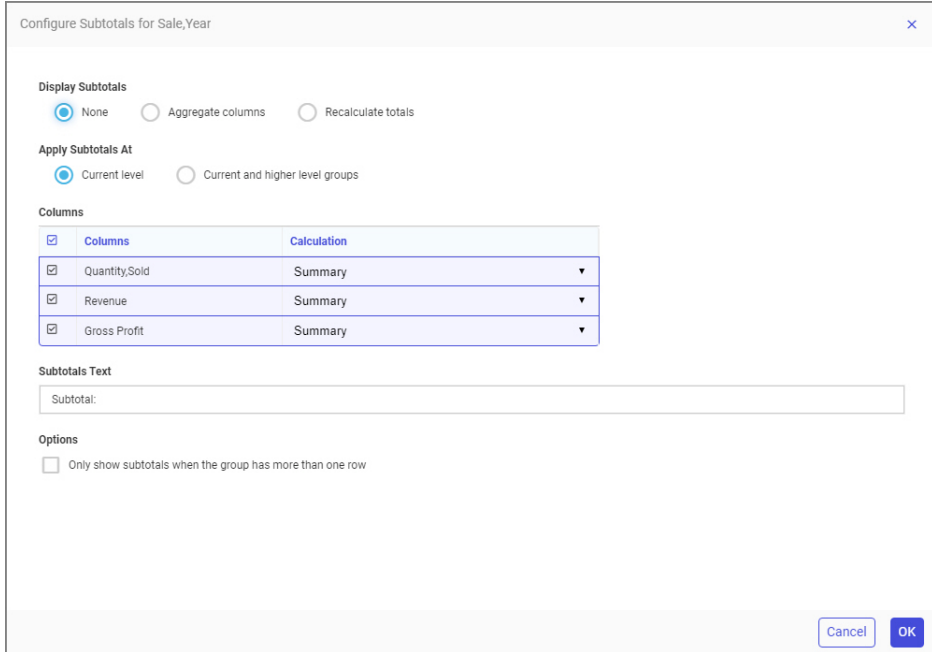 Configure Subtotals for Sale,Year
Display Subtotals
None Aggregate columns Recalculate totals
Apply Subtotals At
Current level Current and higher level groups
Columns
Columns Calculation
Quantity,Sold Summary
Revenue Summary
Gross Profit Summary
Subtotals Text
Subtotal:
Options
Only show subtotals when the group has more than one row
Cancel OK